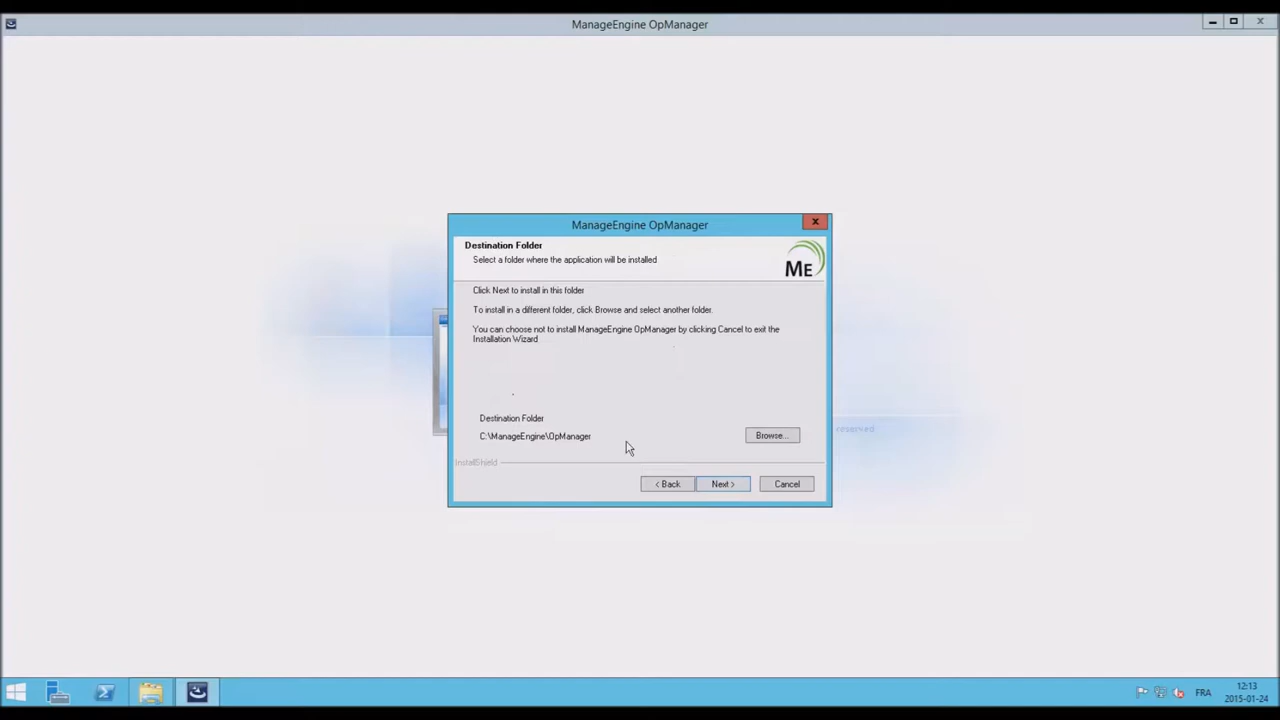 ManageEngine OpManager
ManageEngine OpManager
Destination Folder
Select a folder where the application will be installed
ME
Click Next to install in this folder
To install in a different folder, click Browse and select another folder.
You can choose not to install ManageEngine OpManager by clicking Cancel to exit the
Installation Wizard
Destination Folder
reserved
C:\ManageEngine\OpManager
Browse...
InstallShield
< Back
Next >
Cancel
FRA
12:13
2015-01-24